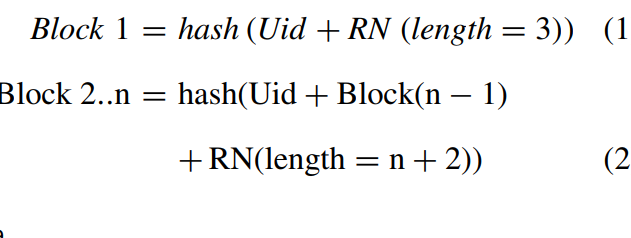 Block 1 = hash (Uid + RN (length = 3)) (1
Block 2..n = hash(Uid + Block(n − 1)
+ RN(length = n + 2)) (2